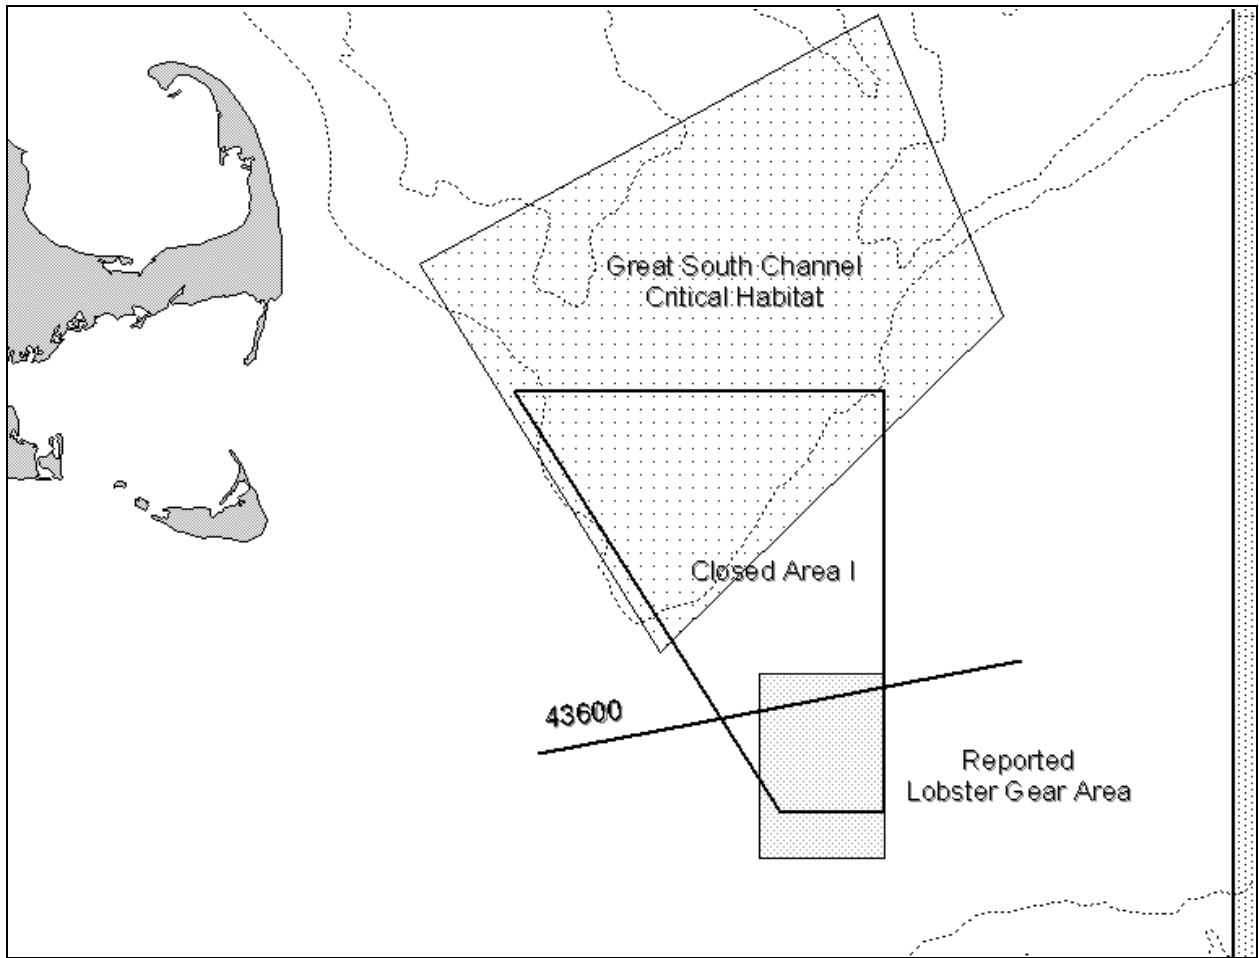 Great South Channel
Critical Habitat
Closed Area I
43600
Reported
Lobster Gear Area